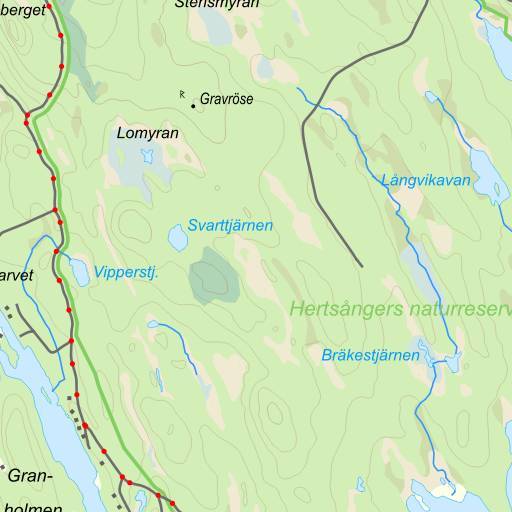 berget
Stensmyran
Gravröse
Lomyran
Långvikavan
Svarttjärnen
arvet
Vipperstj.
Hertsångers naturreserv
Bräkestjärnen
Gran-
holmen